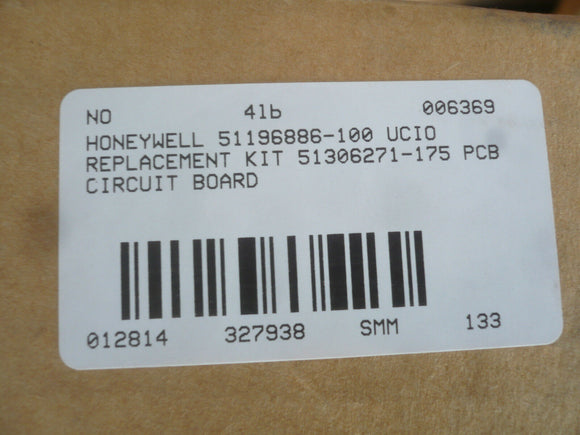 NO 4lb 006369
HONEYWELL 51196886-100 UCIO
REPLACEMENT KIT 51306271-175 PCB
CIRCUIT BOARD
012814 327938 SMM 133